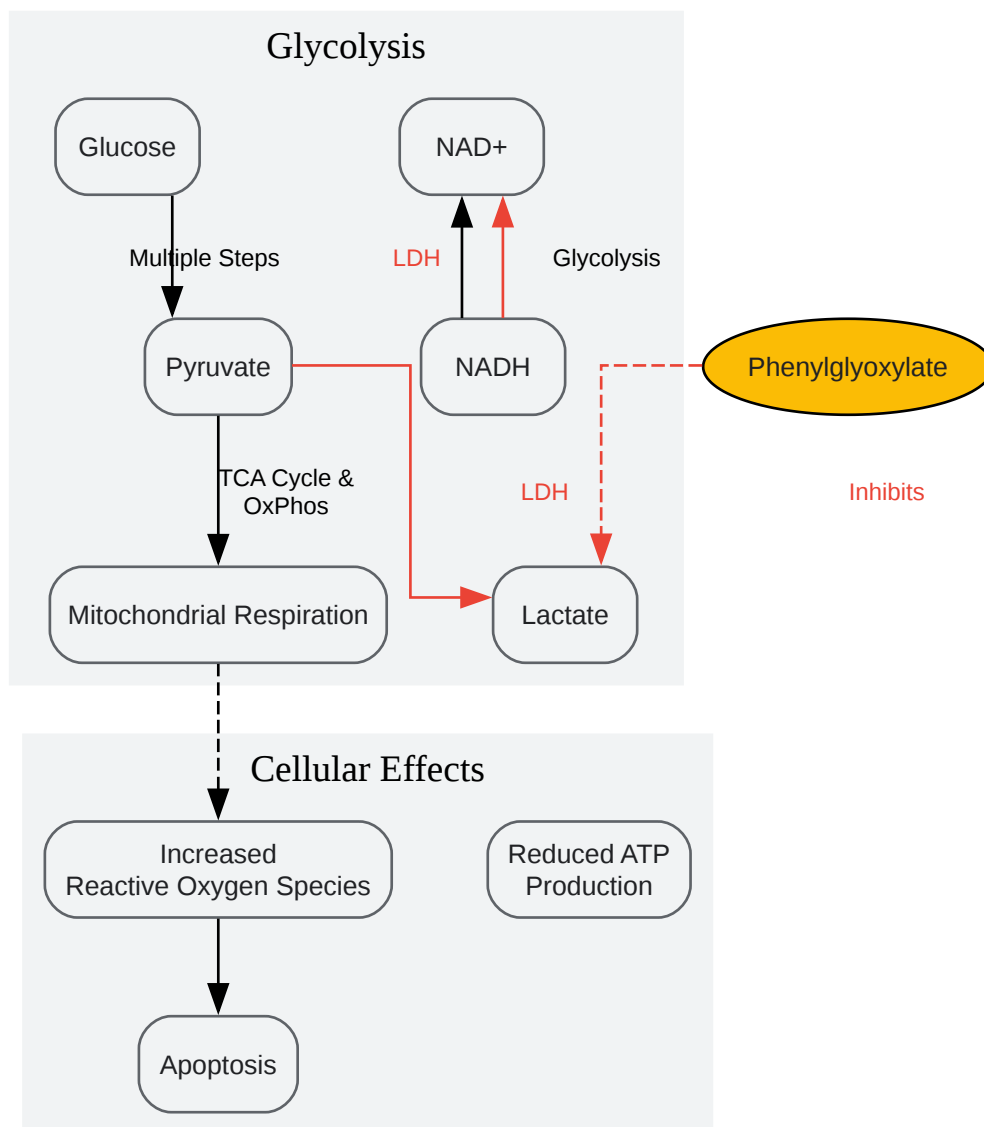 Glycolysis
Glucose
NAD+
Multiple Steps
LDH
Glycolysis
Pyruvate
NADH
Phenylglyoxylate
TCA Cycle &
OxPhos
LDH
Inhibits
Mitochondrial Respiration
Lactate
Cellular Effects
Increased
Reactive Oxygen Species
Reduced ATP
Production
Apoptosis